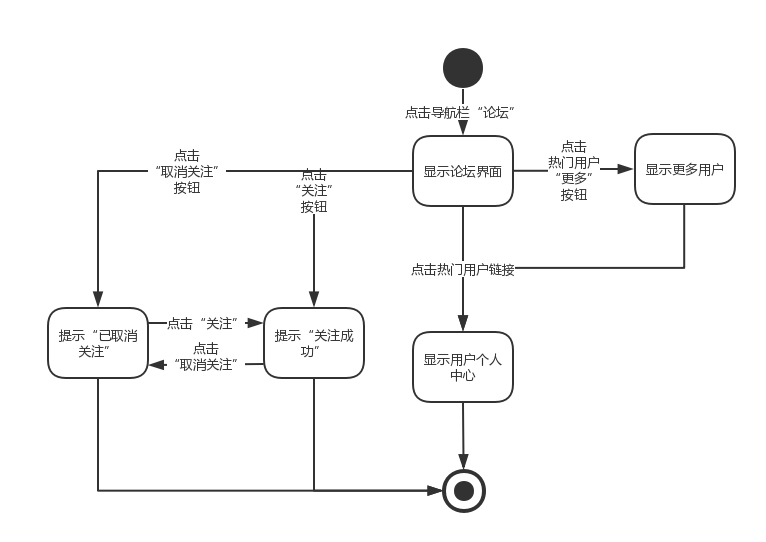 点击导航栏“论坛”
点击
“取消关注”
按钮
点击
“关注”
按钮
显示论坛界面
点击
热门用户
“更多”
按钮
显示更多用户
点击热门用户链接
提示“已取消
关注”
点击“关注”
点击
“取消关注”
提示“关注成
功”
显示用户个人
中心